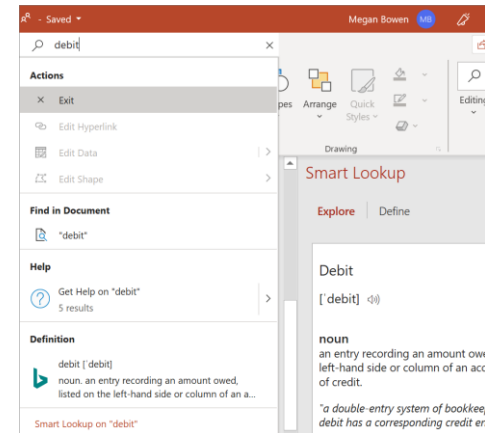 - Saved
Megan Bowen MB
debit
Actions
Exit
Edit Hyperlink
Edit Data
Edit Shape
Find in Document
"debit"
Help
Get Help on "debit"
5 results
Definition
debit [ˈdebit]
noun. an entry recording an amount owed,
listed on the left-hand side or column of an a...
Smart Lookup on "debit"
Arrange
Quick
Styles
Editing
Drawing
Smart Lookup
Explore
Define
Debit
[ˈdebit]
noun
an entry recording an amount
left-hand side or column of an
of credit.
"a double-entry system of
debit has a corresponding credit